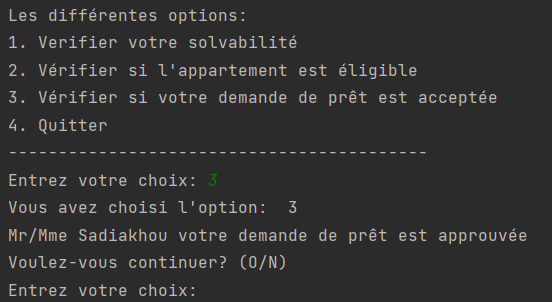 Les différentes options:
1. Verifier votre solvabilité
2. Vérifier si l'appartement est éligible
3. Vérifier si votre demande de prêt est acceptée
4. Quitter
------------------------------------------
Entrez votre choix: 3
Vous avez choisi l'option:  3
Mr/Mme Sadiakhou votre demande de prêt est approuvée
Voulez-vous continuer? (O/N)
Entrez votre choix: